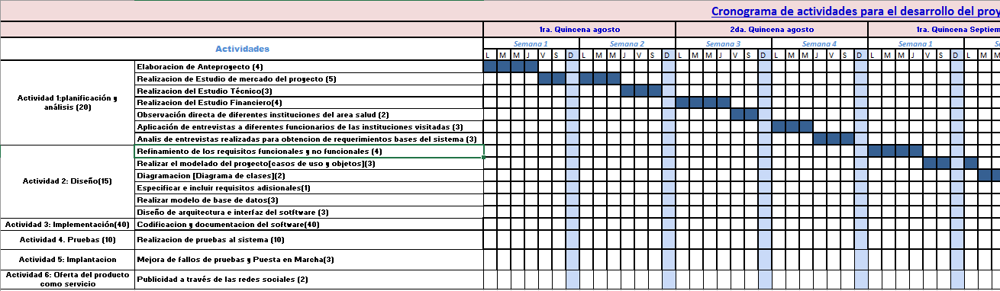 Cronograma de actividades para el desarrollo del proy
1ra. Quincena agosto 2da. Quincena agosto 1ra. Quincena Septiem
Actividades
Semana 1 Semana 2 Semana 3 Semana 4 Semana 1 Se
L M M J V S D L M M J V S D L M M J V S D L M M J V S D L M M J V S D L M
Actividad 1:planificación y análisis (20)
Elaboracion de Anteproyecto (4)
Realizacion de Estudio de mercado del proyecto (5)
Realizacion del Estudio Técnico(3)
Realizacion del Estudio Financiero(4)
Observación directa de diferentes instituciones del area salud (2)
Aplicación de entrevistas a diferentes funcionarios de las instituciones visitadas (3)
Analis de entrevistas realizadas para obtencion de requerimientos bases del sistema (3)
Actividad 2: Diseño(15)
Refinamiento de los requisitos funcionales y no funcionales (4)
Realizar el modelado del proyecto[casos de uso y objetos](3)
Diagramacion [Diagrama de clases](2)
Especificar e incluir requisitos adisionales(1)
Realizar modelo de base de datos(3)
Diseño de arquitectura e interfaz del sotftware (3)
Actividad 3: Implementación(40) Codificacion y documentacion del software(40)
Actividad 4. Pruebas (10) Realizacion de pruebas al sistema (10)
Actividad 5: Implantacion Mejora de fallos de pruebas y Puesta en Marcha(3)
Actividad 6: Oferta del producto como servicio
Publicidad a través de las redes sociales (2)